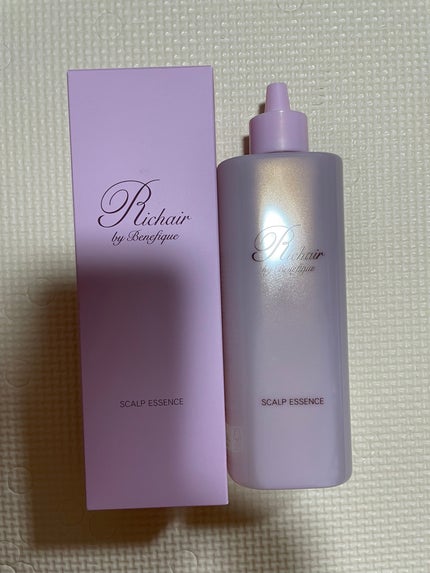 Richair
by Benefique
SCALP ESSENCE
Richair
by Benefique
SCALP ESSENCE